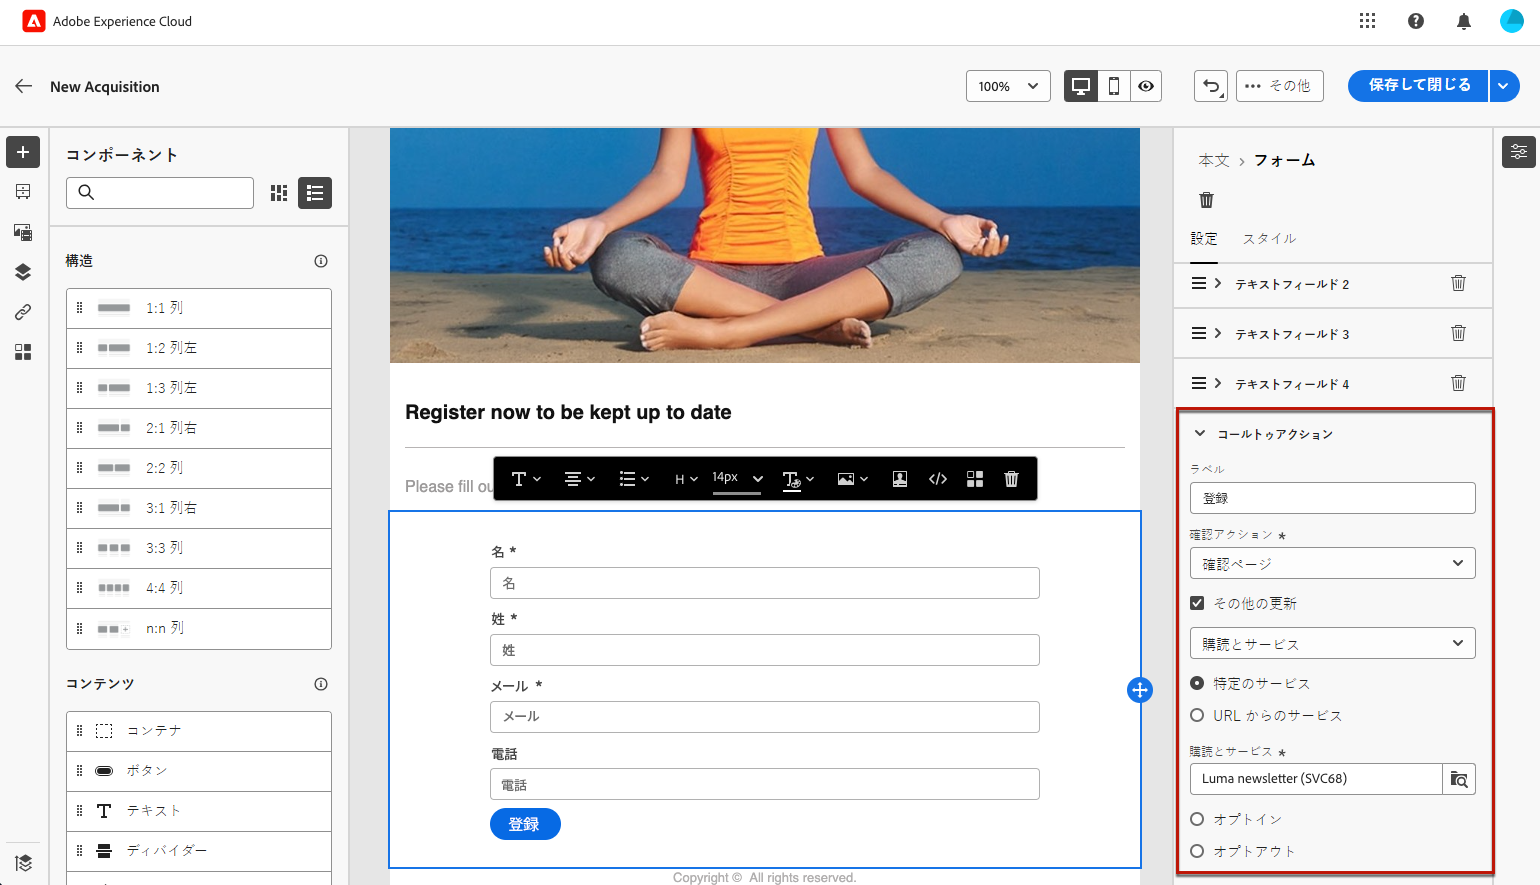 Adobe Experience Cloud
New Acquisition
100%
その他
保存して閉じる
コンポーネント
構造
1:1 列
1:2 列左
1:3 列左
2:1 列右
2:2 列
3:1 列右
3:3 列
4:4 列
n:n 列
コンテンツ
コンテナ
ボタン
テキスト
ディバイダー
Register now to be kept up to date
Please fill ou
H
14px
名 *
名
姓 *
姓
メール *
メール
電話
電話
登録
Copyright © All rights reserved.
本文 > フォーム
設定
スタイル
テキストフィールド 2
テキストフィールド 3
テキストフィールド 4
コールトゥアクション
ラベル
登録
確認アクション *
確認ページ
その他の更新
購読とサービス
特定のサービス
URL からのサービス
購読とサービス *
Luma newsletter (SVC68)
オプトイン
オプトアウト